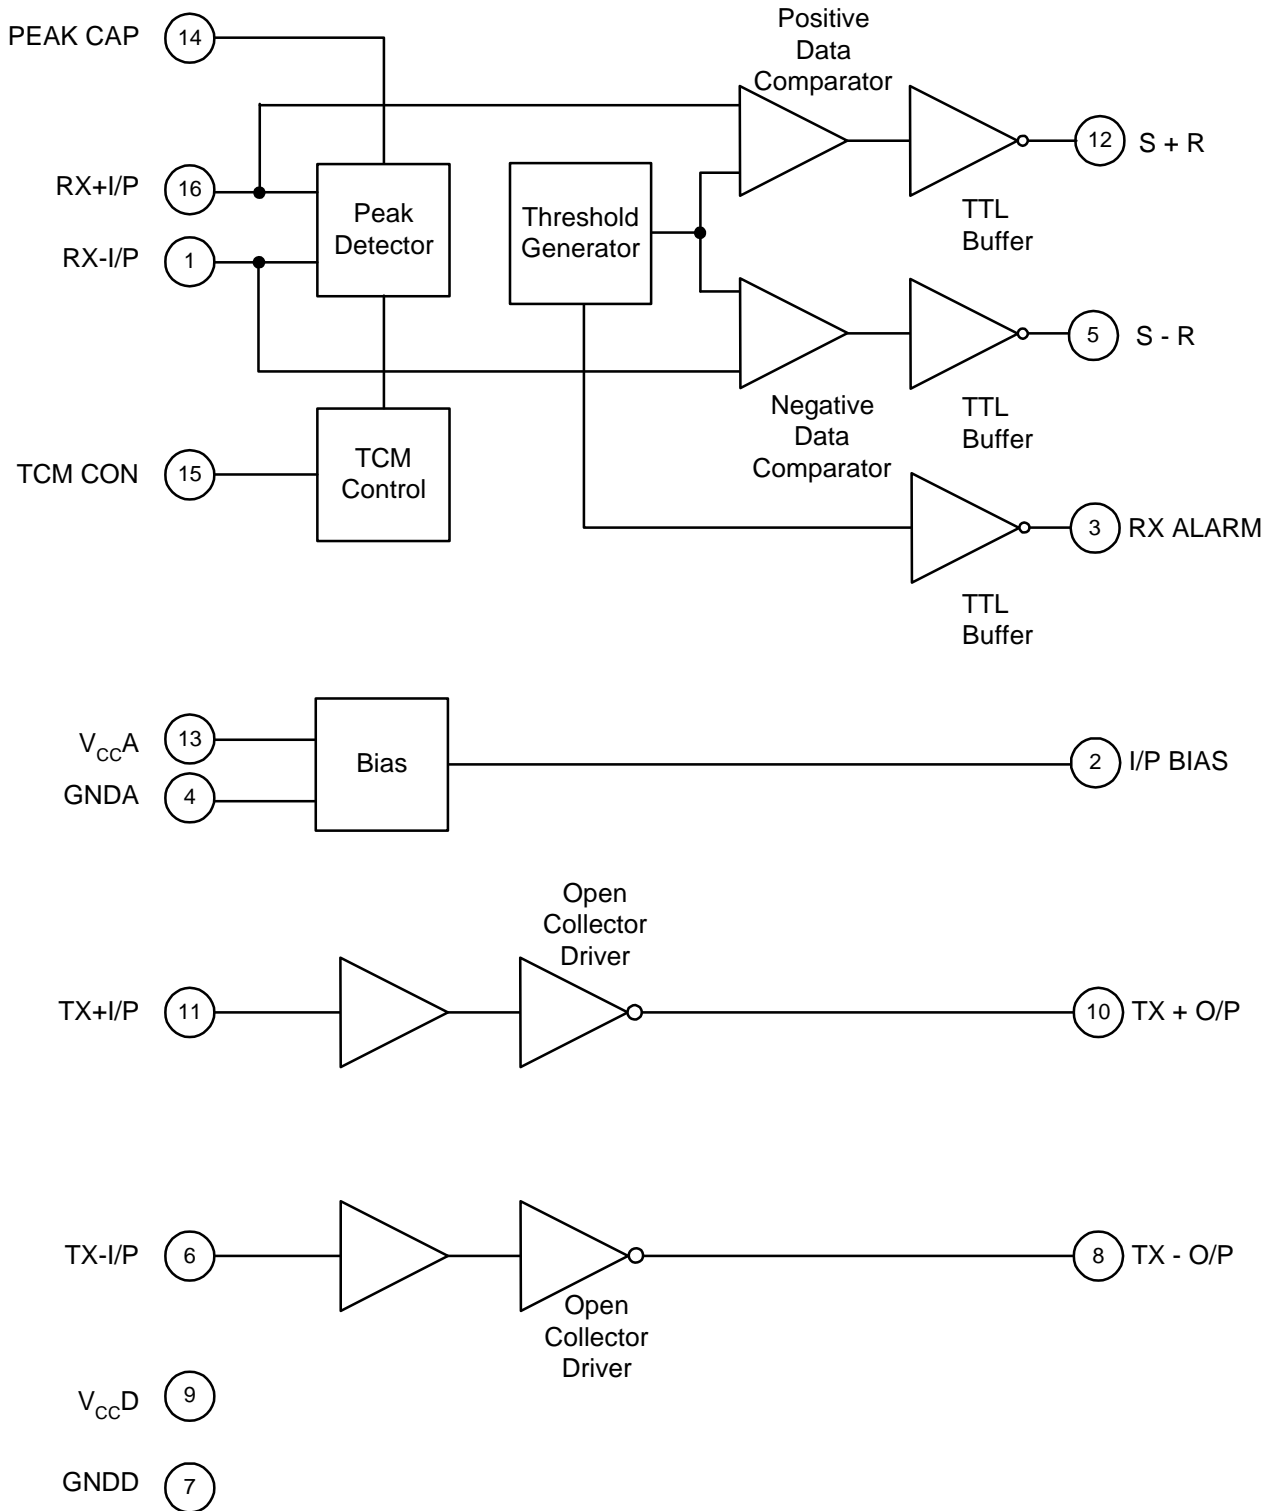 PEAK CAP 14
Positive
Data
Comparator
RX+I/P 16
Peak
Detector
Threshold
Generator
12 S + R
TTL
Buffer
RX-I/P 1
5 S - R
Negative
Data
Comparator
TTL
Buffer
TCM CON 15
TCM
Control
3 RX ALARM
TTL
Buffer
VCCA 13
GNDA 4
Bias
2 I/P BIAS
Open
Collector
Driver
TX+I/P 11
10 TX + O/P
TX-I/P 6
8 TX - O/P
Open
Collector
Driver
VCCD 9
GNDD 7